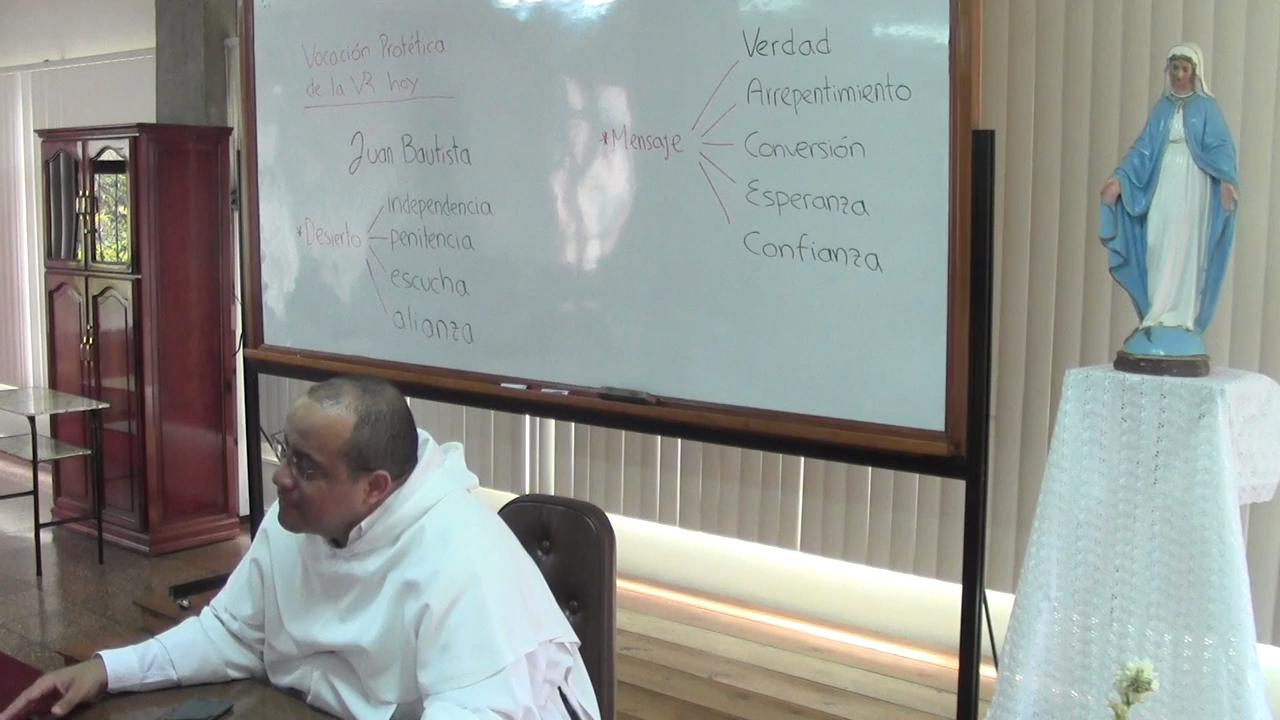 Vocación Profética
de la VR hoy
Juan Bautista
*Desierto
independencia
penitencia
escucha
alianza
*Mensaje
Verdad
Arrepentimiento
Conversión
Esperanza
Confianza